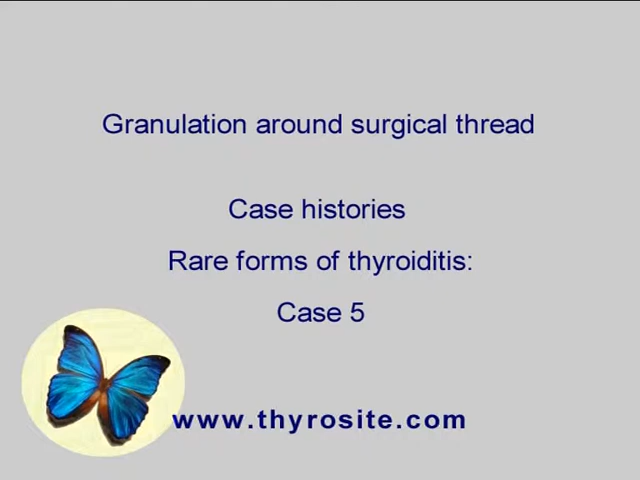 Granulation around surgical thread
Case histories
Rare forms of thyroiditis:
Case 5
www.thyrosite.com